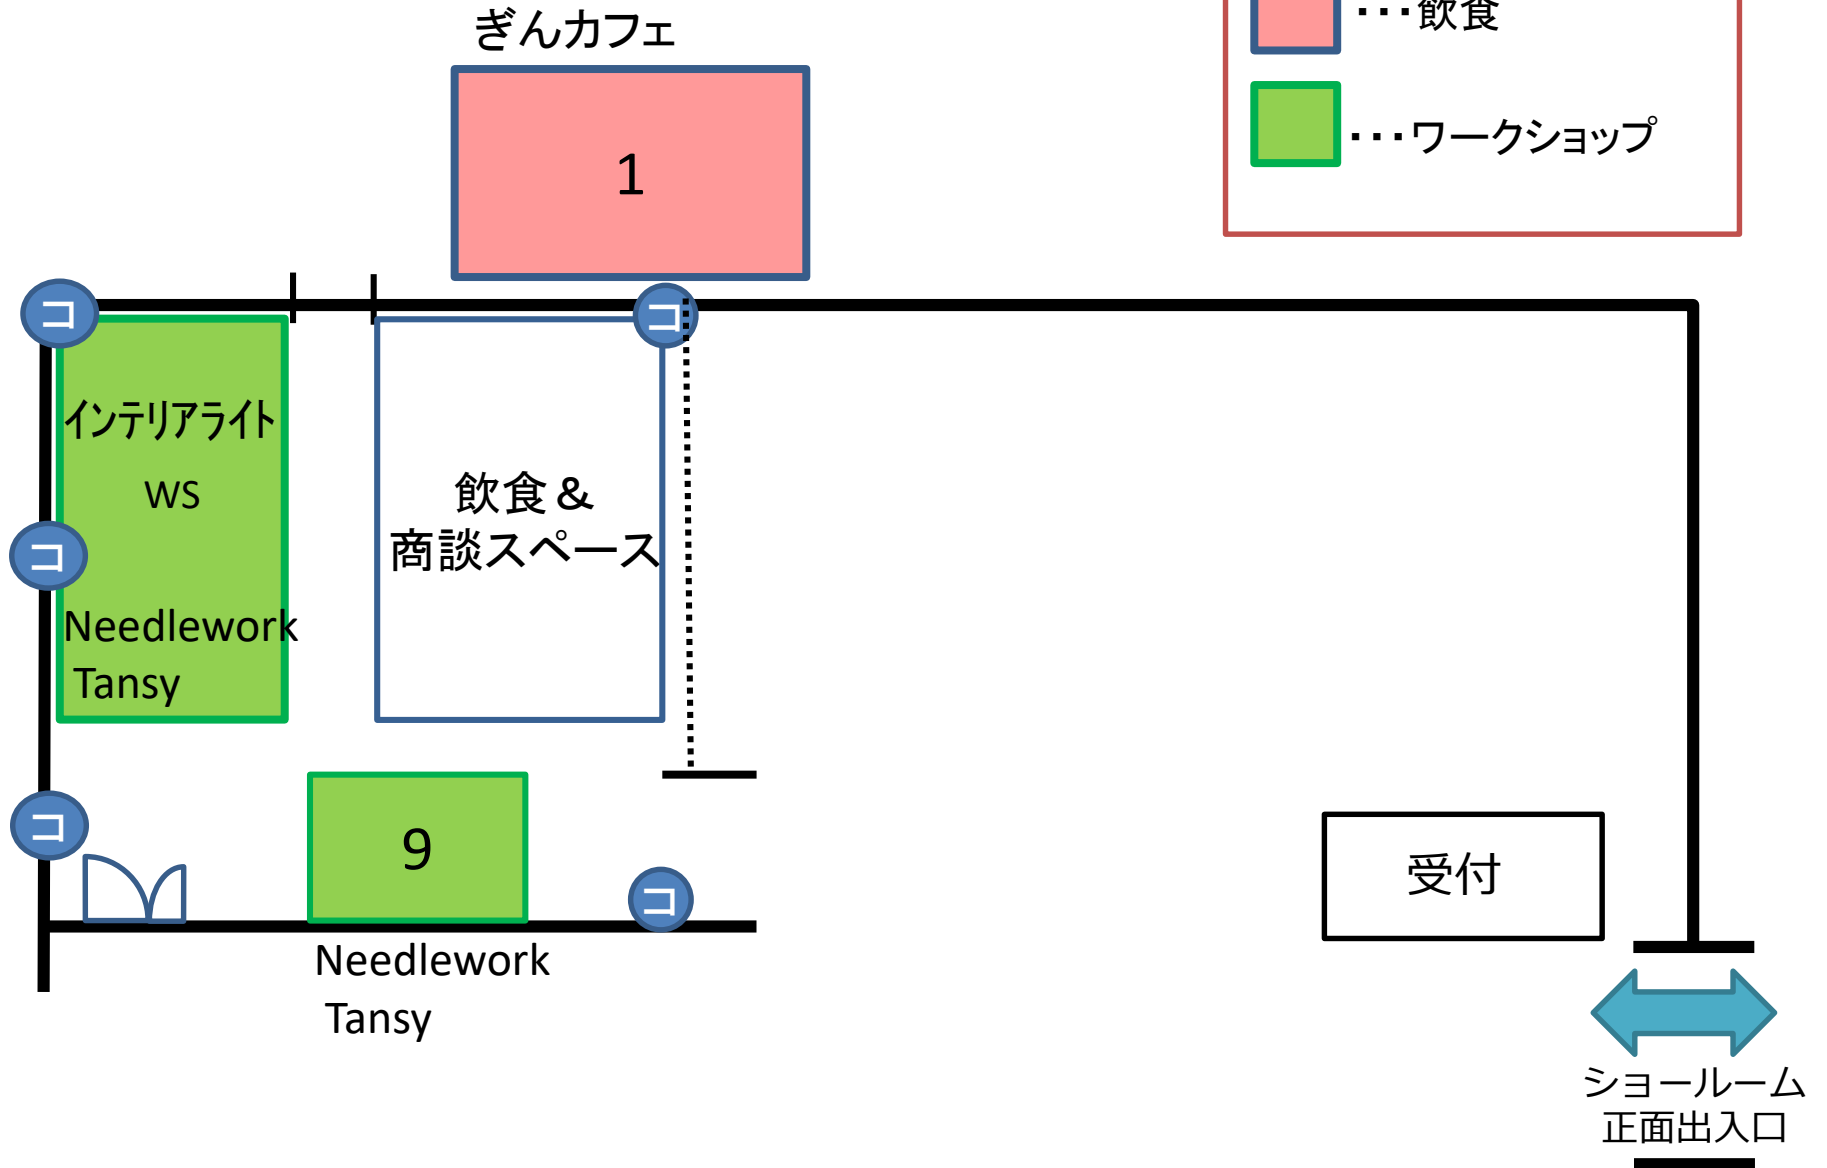 ぎんカフェ
・・・飲食
1
・・・ワークショップ
コ
コ
インテリアライト
WS
飲食&
商談スペース
コ
Needlework
Tansy
コ
9
コ
受付
Needlework
Tansy
ショールーム
正面出入口